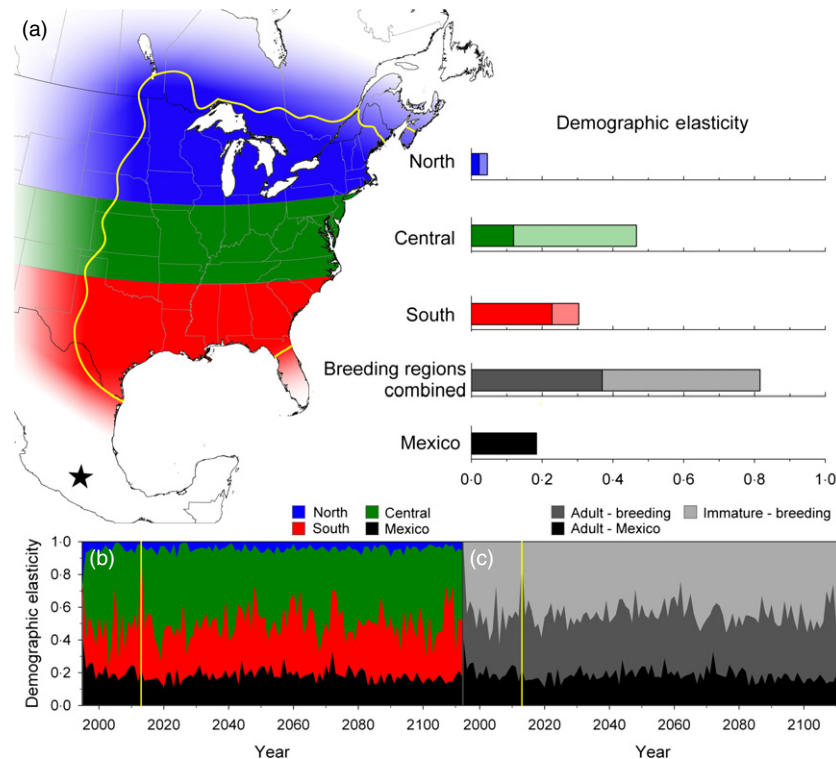 (a)
Demographic elasticity
North
Central
South
Breeding regions
combined
Mexico
0·0 0·2 0·4 0·6 0·8 1·0
North Central
South Mexico
Adult - breeding Immature - breeding
Adult - Mexico
Demographic elasticity
1·0
0·8
0·6
0·4
0·2
0·0
(b)
(c)
2000 2020 2040 2060 2080 2100
2000 2020 2040 2060 2080 2100
Year
Year